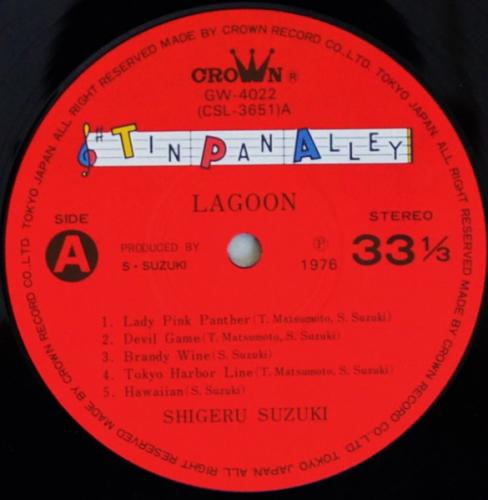 ALL RIGHT RESERVED MADE BY CROWN RECORD CO.,LTD. TOKYO JAPAN. ALL RIGHT RESERVED MADE BY CROWN RECORD CO.,LTD. TOKYO JAPAN. ALL RIGHT RESERVED MADE BY CROWN RECORD CO.,LTD. TOKYO JAPAN.
CROWN ®
GW-4022
(CSL-3651)A
TIN PAN ALLEY
LAGOON
SIDE
A
PRODUCED BY
S・SUZUKI
Ⓟ
1976
STEREO
33 1/3
1. Lady Pink Panther (T. Matsumoto, S. Suzuki)
2. Devil Game (T. Matsumoto, S. Suzuki)
3. Brandy Wine (S. Suzuki)
4. Tokyo Harbor Line (T. Matsumoto, S. Suzuki)
5. Hawaiian (S. Suzuki)
SHIGERU SUZUKI